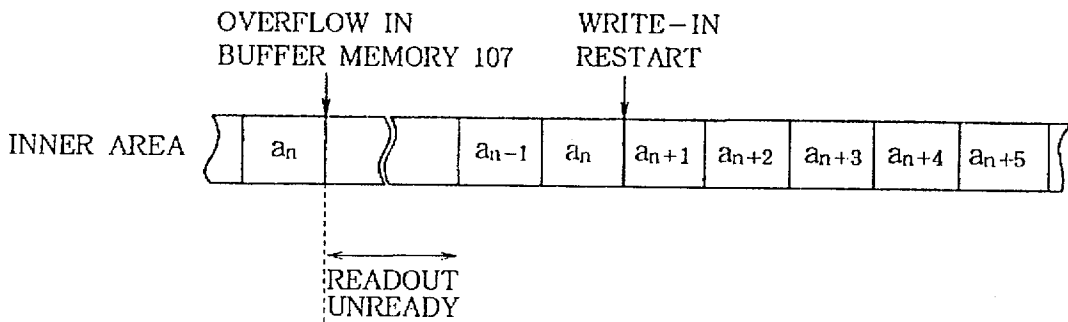 OVERFLOW IN
BUFFER MEMORY 107
WRITE-IN
RESTART
INNER AREA
an
an-1
an
an+1
an+2
an+3
an+4
an+5
READOUT
UNREADY